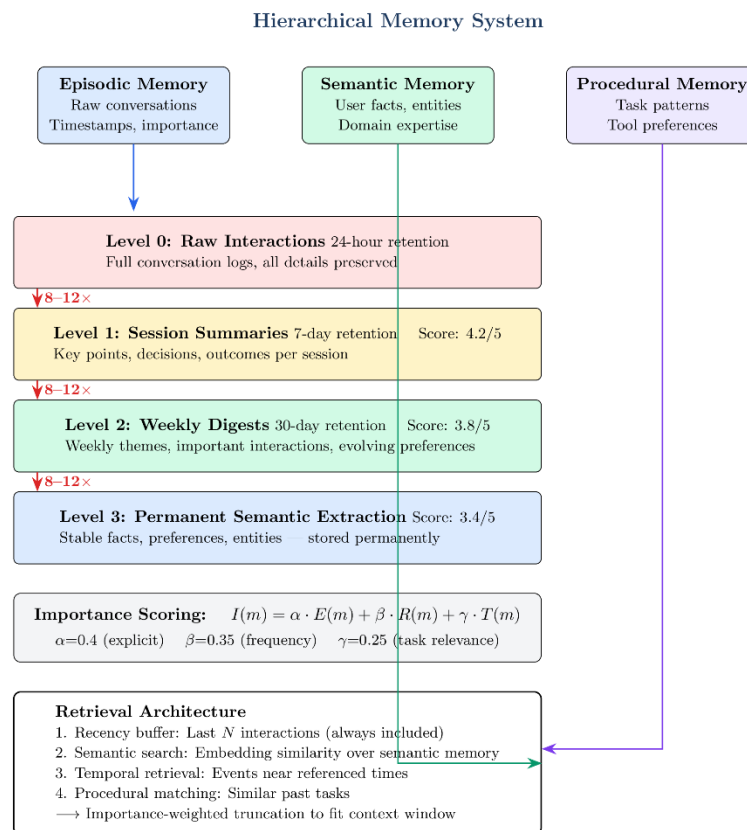 Hierarchical Memory System
Episodic Memory
Raw conversations
Timestamps, importance
Semantic Memory
User facts, entities
Domain expertise
Procedural Memory
Task patterns
Tool preferences
Level 0: Raw Interactions 24-hour retention
Full conversation logs, all details preserved
8–12×
Level 1: Session Summaries 7-day retention Score: 4.2/5
Key points, decisions, outcomes per session
8–12×
Level 2: Weekly Digests 30-day retention Score: 3.8/5
Weekly themes, important interactions, evolving preferences
8–12×
Level 3: Permanent Semantic Extraction Score: 3.4/5
Stable facts, preferences, entities — stored permanently
Importance Scoring: I(m) = α · E(m) + β · R(m) + γ · T(m)
α=0.4 (explicit) β=0.35 (frequency) γ=0.25 (task relevance)
Retrieval Architecture
1. Recency buffer: Last N interactions (always included)
2. Semantic search: Embedding similarity over semantic memory
3. Temporal retrieval: Events near referenced times
4. Procedural matching: Similar past tasks
⟶ Importance-weighted truncation to fit context window